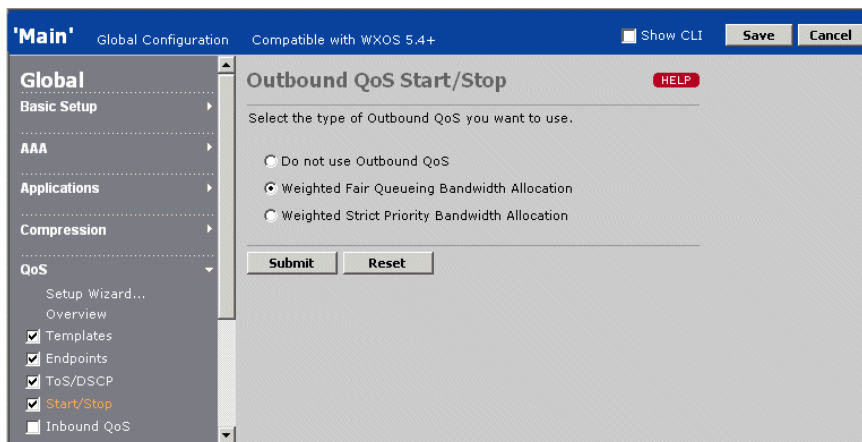 'Main' Global Configuration Compatible with WXOS 5.4+ Show CLI Save Cancel
Global
Basic Setup
AAA
Applications
Compression
QoS
Setup Wizard...
Overview
Templates
Endpoints
ToS/DSCP
Start/Stop
Inbound QoS
Outbound QoS Start/Stop HELP
Select the type of Outbound QoS you want to use.
Do not use Outbound QoS
Weighted Fair Queueing Bandwidth Allocation
Weighted Strict Priority Bandwidth Allocation
Submit Reset